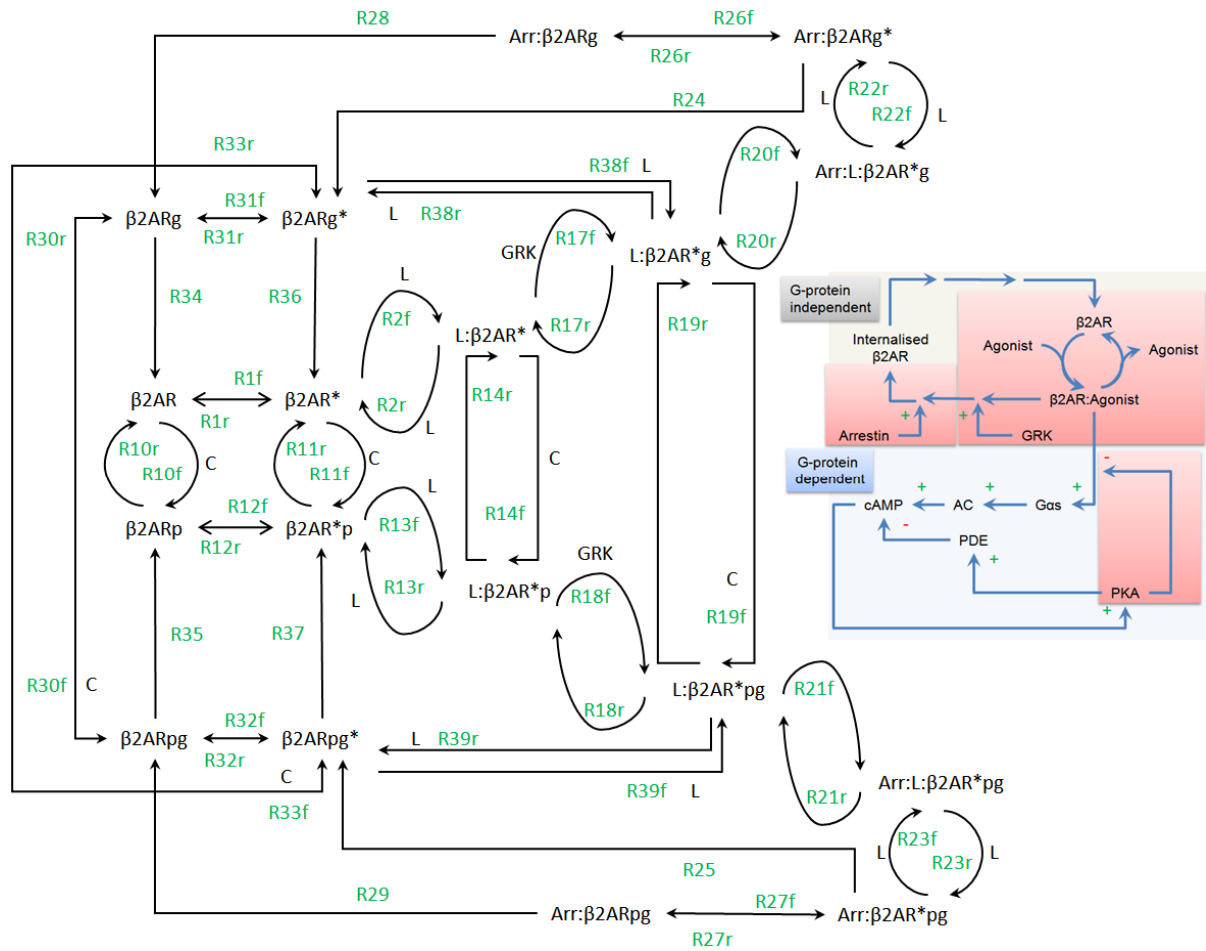 R28
R26f
Arr:β2ARg
Arr:β2ARg*
R26r
R22r
L
R22f
L
R24
R33r
R20f
R38f L
Arr:L:β2AR*g
R31f
β2ARg
β2ARg*
L
R38r
R30r
R31r
R17f
R20r
GRK
L:β2AR*g
R34
R36
L
R2f
R17r
R19r
L:β2AR*
R1f
β2AR
β2AR*
R2r
R14r
R1r
L
R10r
R10f
C
R11r
R11f
C
C
L
R12f
R13f
R14f
β2ARp
β2AR*p
R12r
GRK
R13r
L
L:β2AR*p
R18f
C
R19f
R35
R37
R30f
C
L:β2AR*pg
R21f
R18r
R32f
β2ARpg
β2ARpg*
L
R39r
R32r
C
R39f
L
R21r
R33f
Arr:L:β2AR*pg
R23f
L
R23r
L
R25
R29
R27f
Arr:β2ARpg
Arr:β2AR*pg
R27r
G-protein
independent
β2AR
Internalised
β2AR
Agonist
Agonist
β2AR:Agonist
+
+
Arrestin
GRK
G-protein
dependent
-
+
+
+
cAMP
AC
Gαs
-
PDE
+
PKA
+